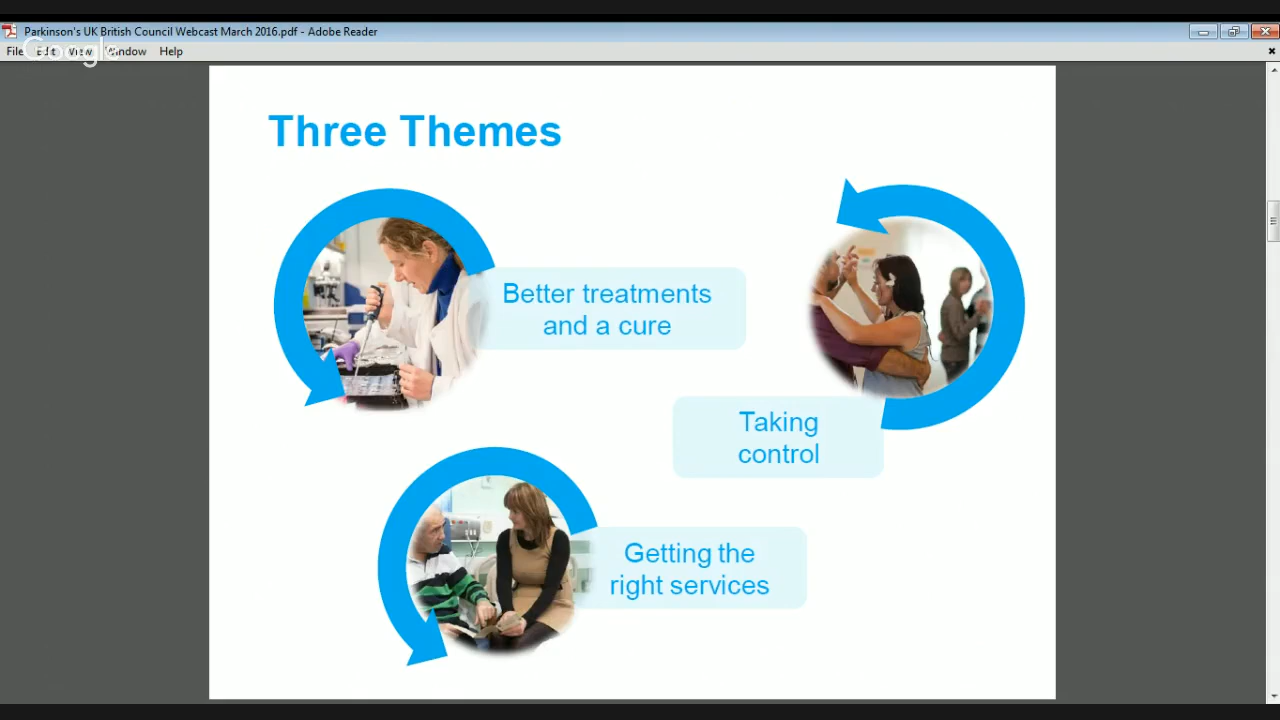 Parkinson's UK British Council Webcast March 2016.pdf - Adobe Reader
File Edit View Window Help
Google
Three Themes
Better treatments
and a cure
Taking
control
Getting the
right services